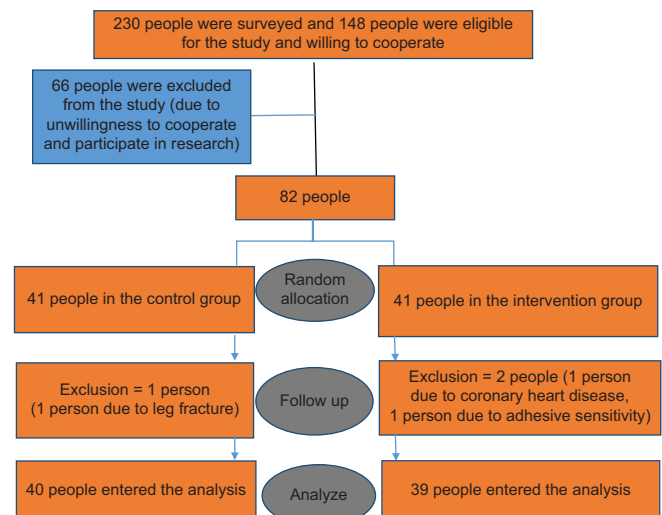 230 people were surveyed and 148 people were eligible
for the study and willing to cooperate
66 people were excluded
from the study (due to
unwillingness to cooperate
and participate in research)
82 people
Random
allocation
41 people in the control group
41 people in the intervention group
Exclusion = 1 person
(1 person due to leg fracture)
Follow up
Exclusion = 2 people (1 person
due to coronary heart disease,
1 person due to adhesive sensitivity)
40 people entered the analysis
Analyze
39 people entered the analysis